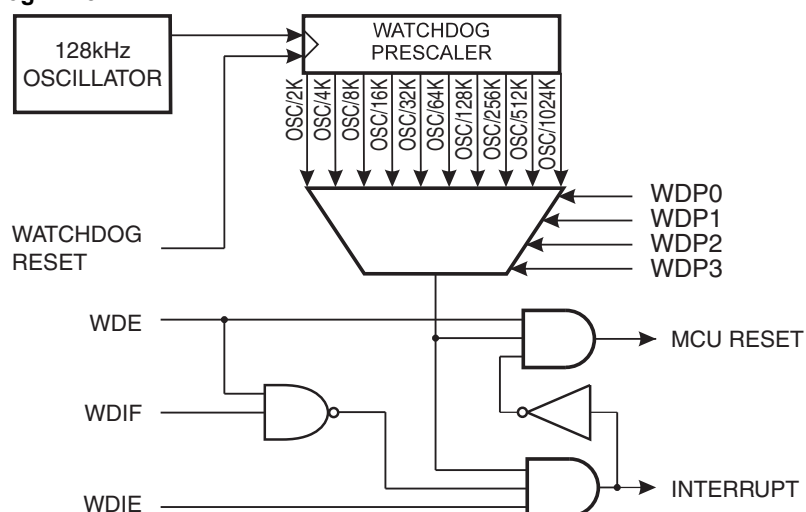 128kHz
OSCILLATOR
WATCHDOG
PRESCALER
OSC/2K
OSC/4K
OSC/8K
OSC/16K
OSC/32K
OSC/64K
OSC/128K
OSC/256K
OSC/512K
OSC/1024K
WDP0
WDP1
WDP2
WDP3
WATCHDOG
RESET
WDE
MCU RESET
WDIF
INTERRUPT
WDIE